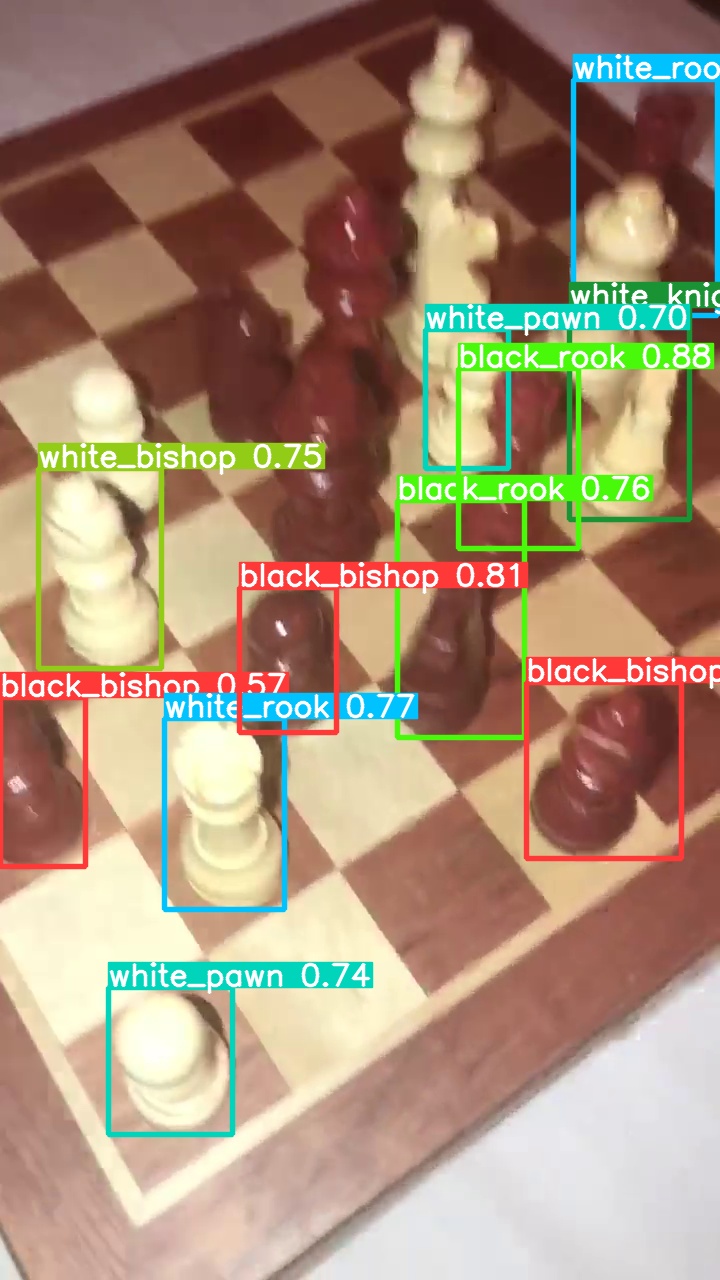 white_roo
white_knig
white_pawn 0.70
black_rook 0.88
white_bishop 0.75
black_rook 0.76
black_bishop 0.81
black_bishop
black_bishop 0.57
white_rook 0.77
white_pawn 0.74